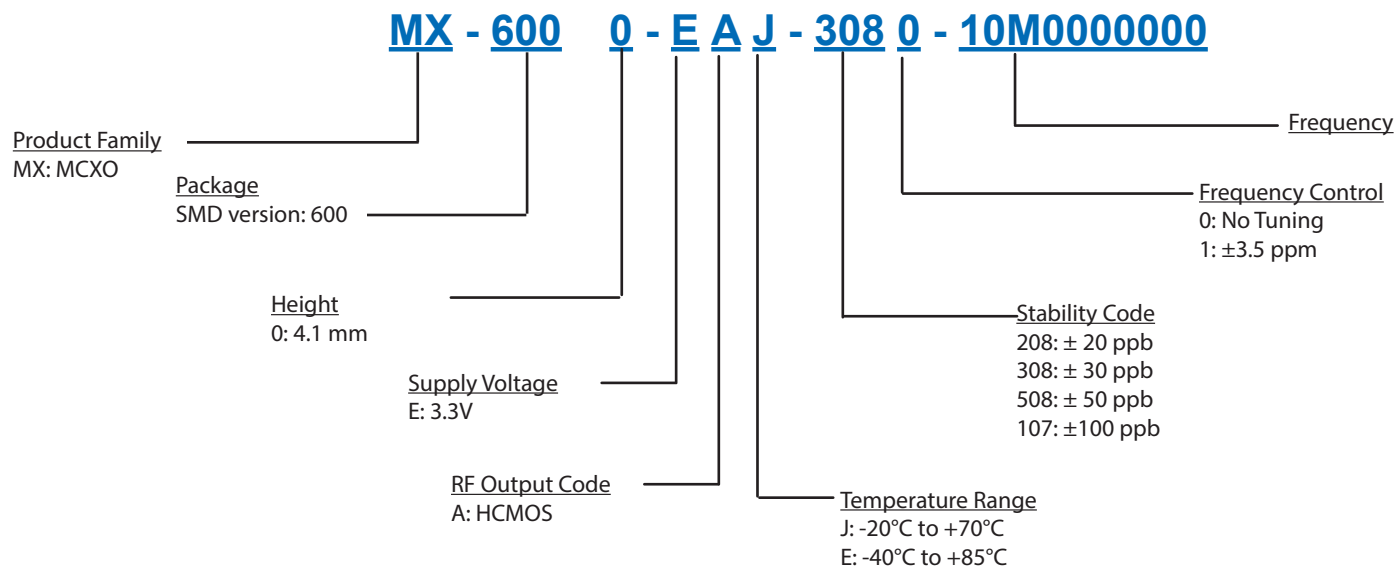 MX - 600 0 - E A J - 308 0 - 10M0000000
Product Family
MX: MCXO
Package
SMD version: 600
Height
0: 4.1 mm
Supply Voltage
E: 3.3V
RF Output Code
A: HCMOS
Temperature Range
J: -20°C to +70°C
E: -40°C to +85°C
Stability Code
208: ± 20 ppb
308: ± 30 ppb
508: ± 50 ppb
107: ±100 ppb
Frequency Control
0: No Tuning
1: ±3.5 ppm
Frequency